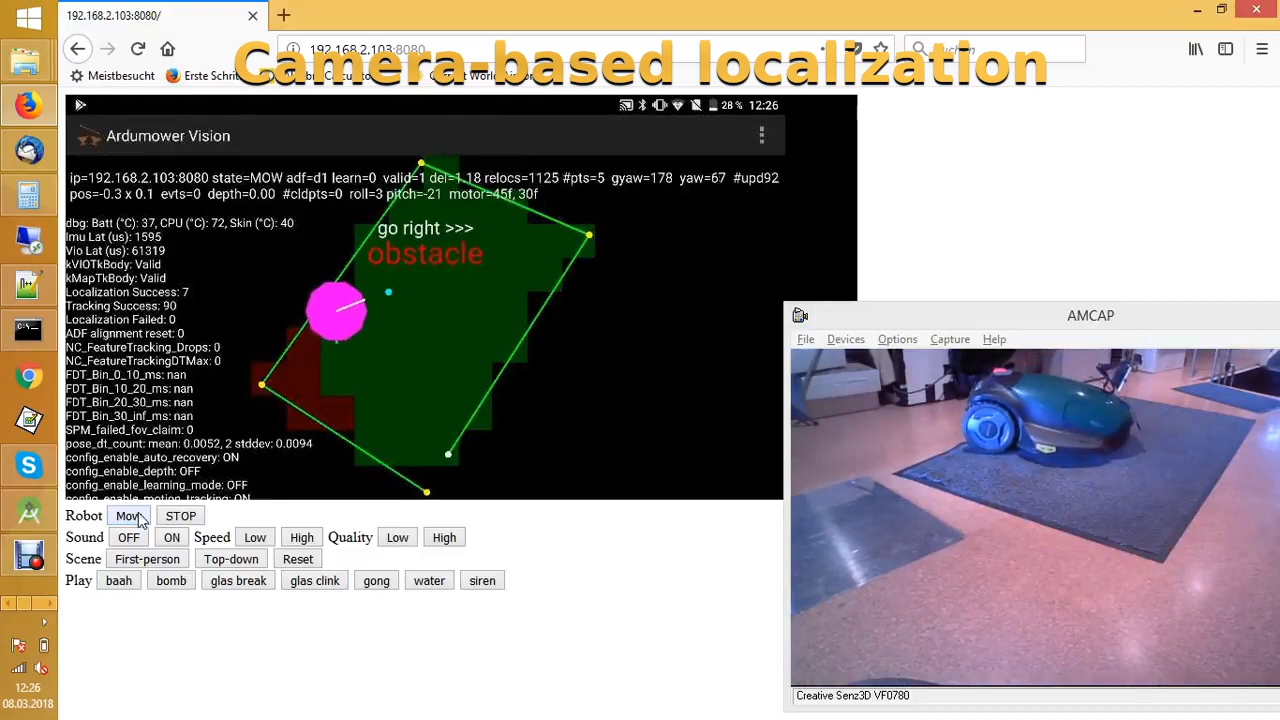 192.168.2.103:8080/
192.168.2.103:8080
Suchen
Camera-based localization
Meistbesucht
Erste Schri
28 % 12:26
Ardumower Vision
ip=192.168.2.103:8080 state=MOW adf=d1 learn=0 valid=1 del=1.18 relocs=1125 #pts=5 gyaw=178 yaw=67 #upd92
pos=-0.3 x 0.1 evts=0 depth=0.00 #cldpts=0 roll=3 pitch=-21 motor=45f, 30f
dbg: Batt (°C): 37, CPU (°C): 72, Skin (°C): 40
Imu Lat (us): 1595
Vio Lat (us): 61319
kVIOTkBody: Valid
kMapTkBody: Valid
Localization Success: 7
Tracking Success: 90
Localization Failed: 0
ADF alignment reset: 0
NC_FeatureTracking_Drops: 0
NC_FeatureTrackingDTMax: 0
FDT_Bin_0_10_ms: nan
FDT_Bin_10_20_ms: nan
FDT_Bin_20_30_ms: nan
FDT_Bin_30_inf_ms: nan
SPM_failed_fov_claim: 0
pose_dt_count: mean: 0.0052, 2 stddev: 0.0094
config_enable_auto_recovery: ON
config_enable_depth: OFF
config_enable_learning_mode: OFF
config_enable_motion_tracking: ON
go right >>>
obstacle
AMCAP
File Devices Options Capture Help
Creative Senz3D VF0780
Robot Mow STOP
Sound OFF ON Speed Low High Quality Low High
Scene First-person Top-down Reset
Play baah bomb glas break glas clink gong water siren
12:26
08.03.2018